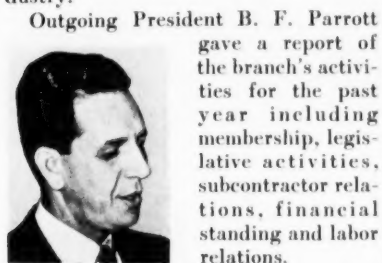 dustry.
Outgoing President B. F. Parrott
gave a report of
the branch's activi-
ties for the past
year including
membership, legis-
lative activities,
subcontractor rela-
tions, financial
standing and labor
relations.